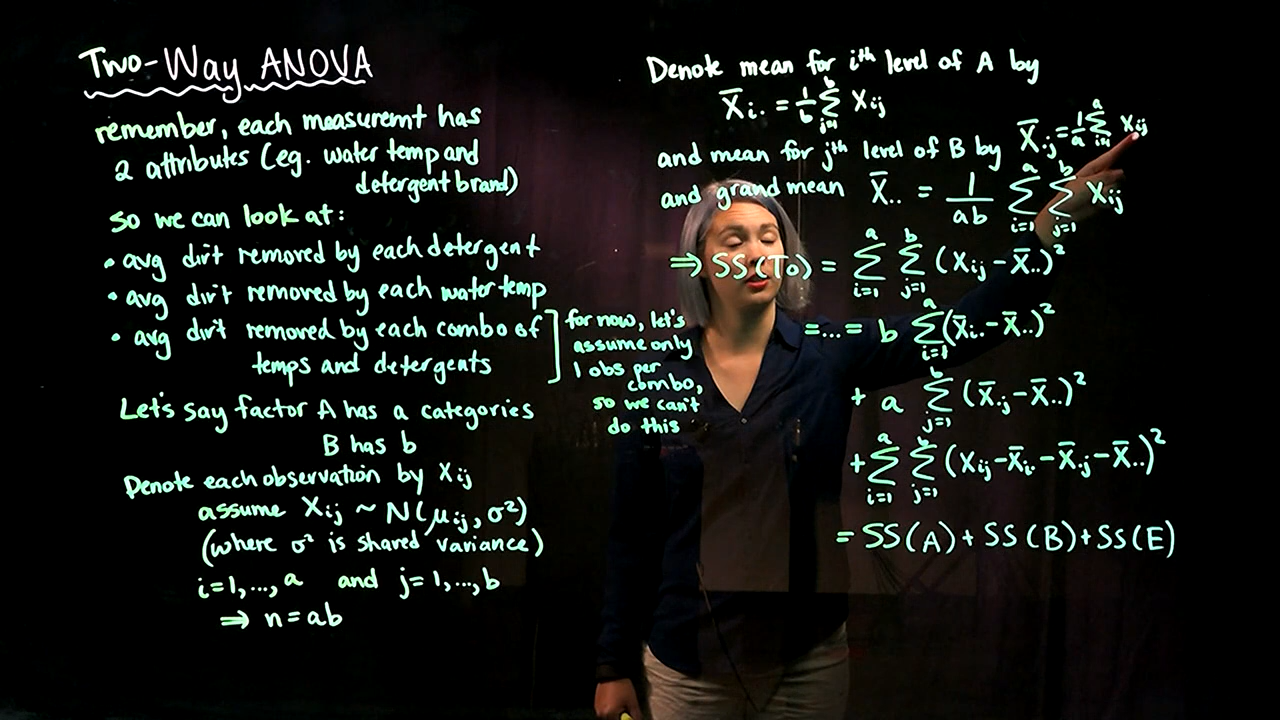 Two-Way ANOVA
remember, each measuremt has
2 attributes (eg. water temp and
detergent brand)
so we can look at:
• avg dirt removed by each detergent
• avg dirt removed by each water temp
• avg dirt removed by each combo of
temps and detergents
for now, let's
assume only
1 obs per
combo,
so we can't
do this
Let's say factor A has a categories
B has b
Denote each observation by Xij
assume Xij ~ N(μij, σ²)
(where σ² is shared variance)
i=1,...,a and j=1,...,b
⇒ n=ab
Denote mean for iᵗʰ level of A by
X̄i. = 1/b Σ_{j=1}^{b} Xij
and mean for jᵗʰ level of B by X̄.j = 1/a Σ_{i=1}^{a} Xij
and grand mean X̄.. = 1/ab Σ_{i=1}^{a} Σ_{j=1}^{b} Xij
⇒ SS(To) = Σ_{i=1}^{a} Σ_{j=1}^{b} (Xij - X̄..)²
=...= b Σ_{i=1}^{a} (X̄i. - X̄..)²
+ a Σ_{j=1}^{b} (X̄.j - X̄..)²
+ Σ_{i=1}^{a} Σ_{j=1}^{b} (Xij - X̄i. - X̄.j - X̄..)²
= SS(A) + SS(B) + SS(E)